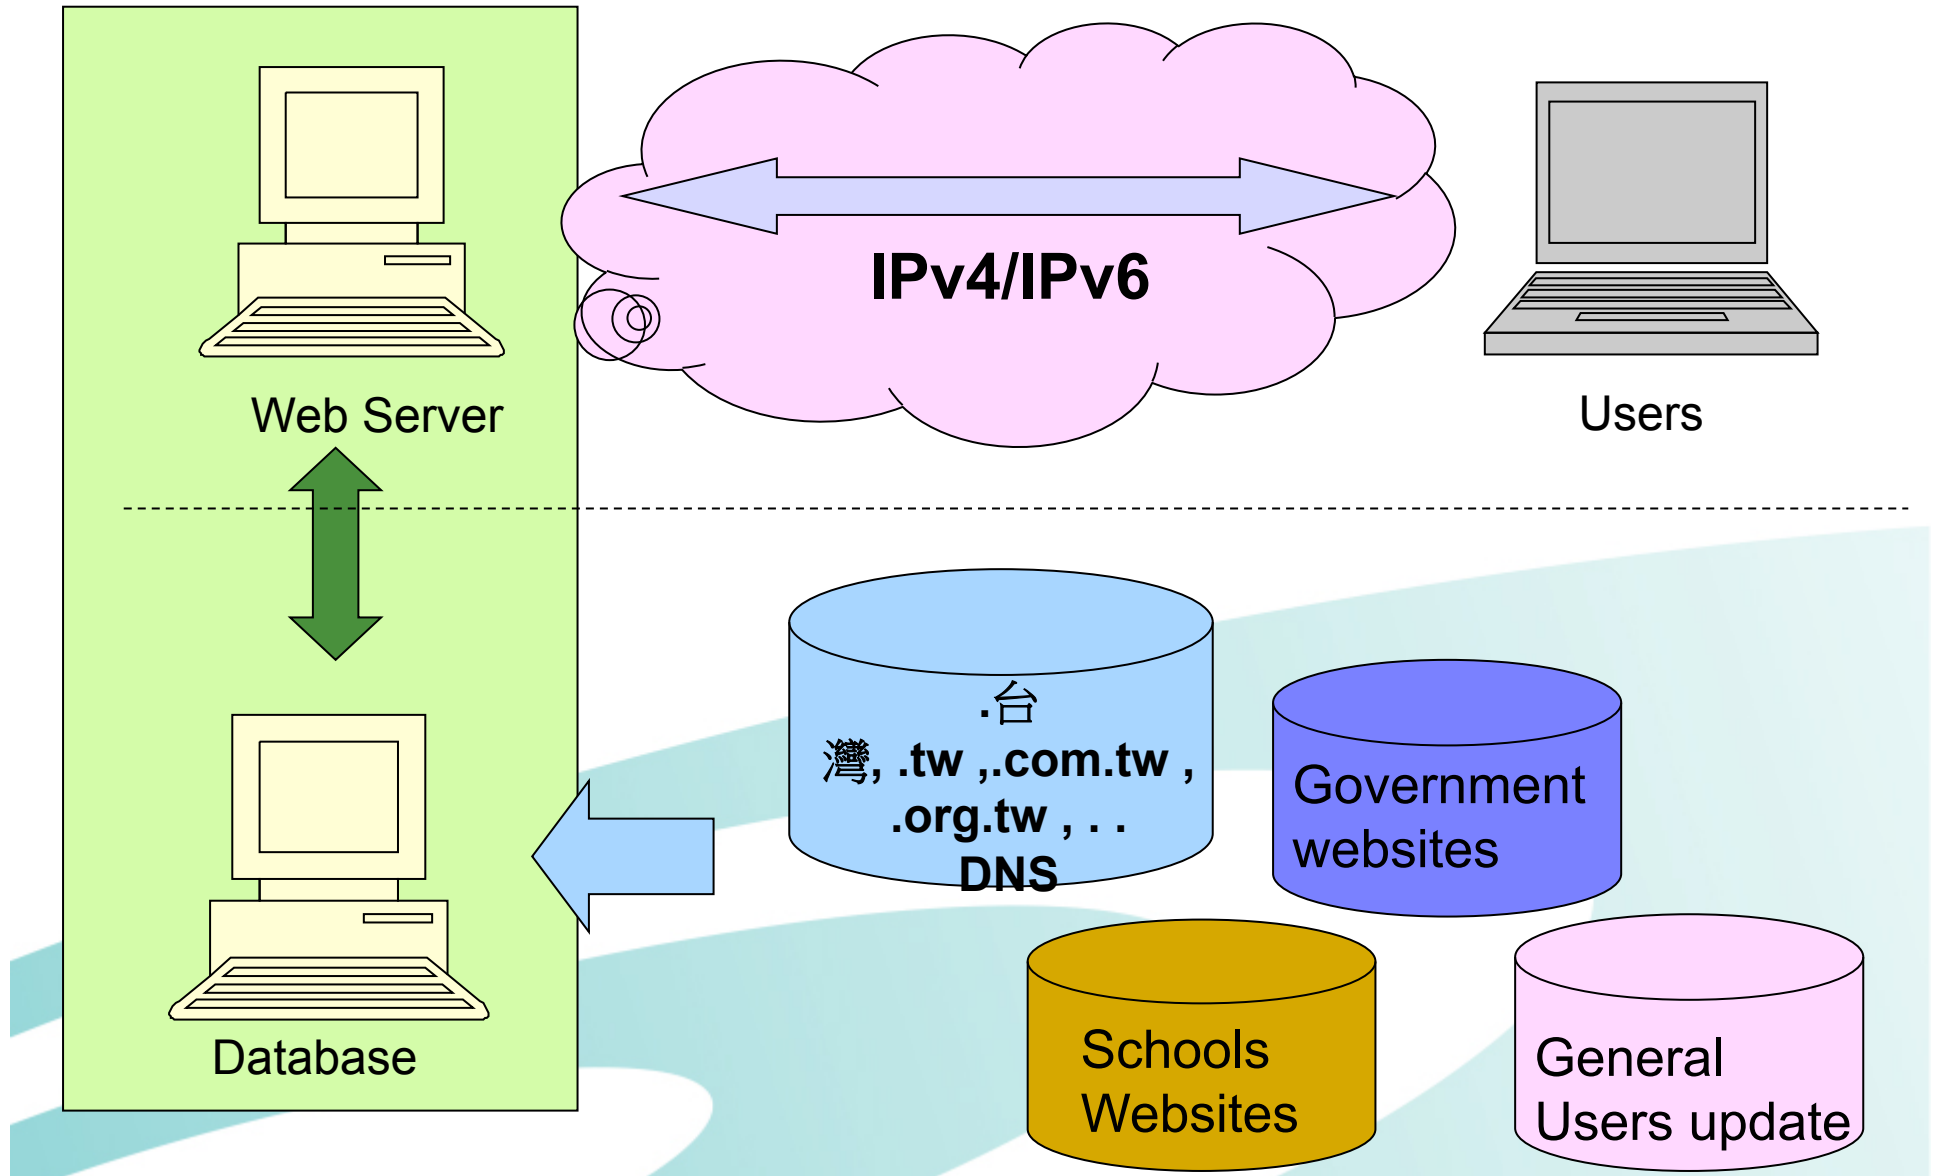 IPv4/IPv6
Web Server
Users
.台
灣, .tw ,.com.tw ,
.org.tw , . .
DNS
Government
websites
Schools
Websites
General
Users update
Database